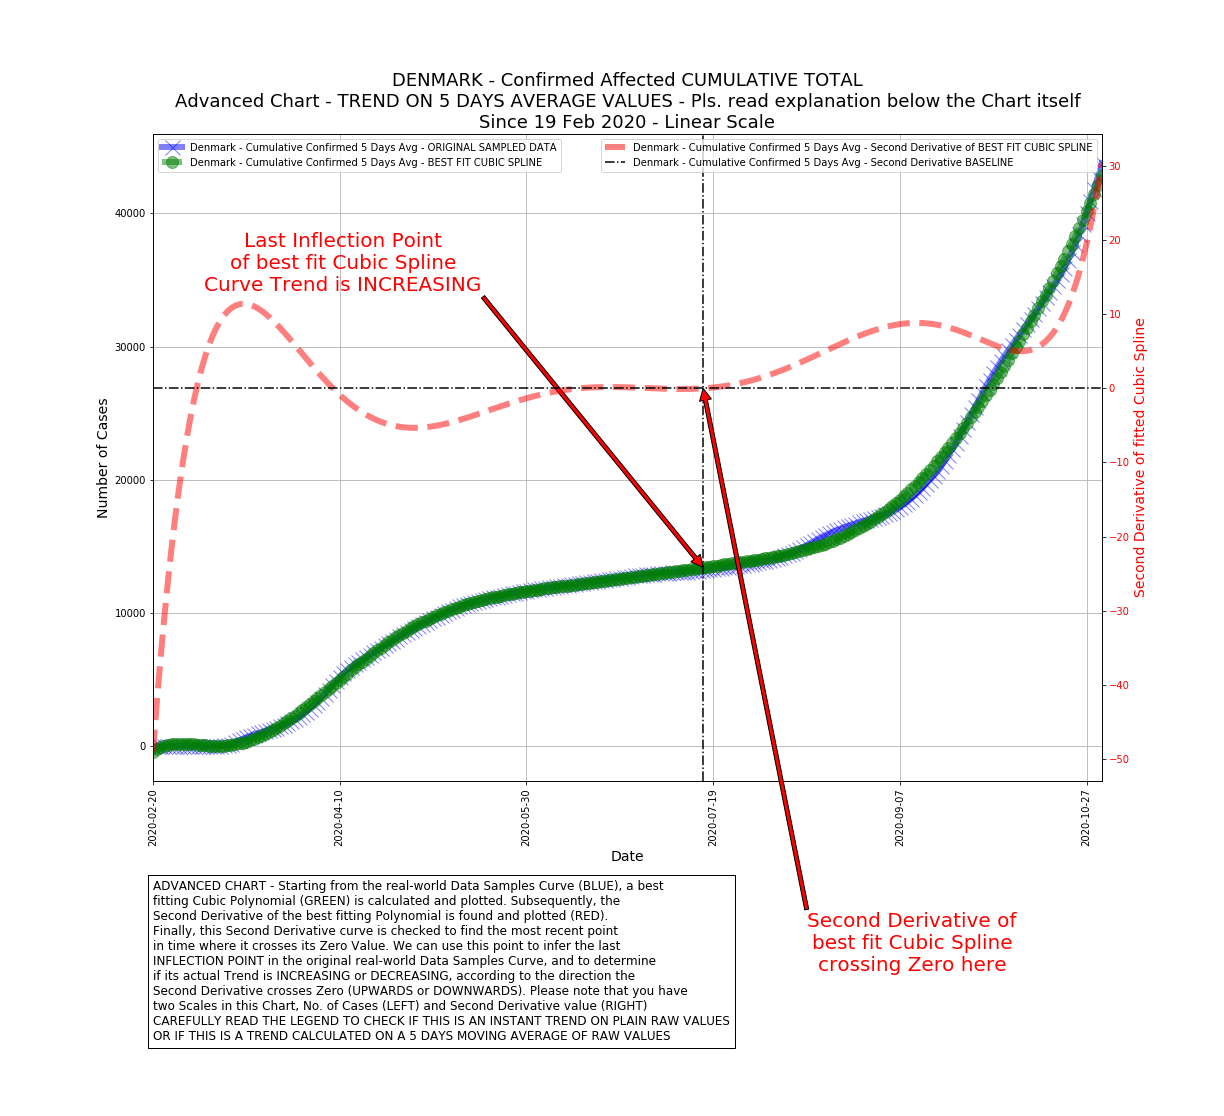 DENMARK - Confirmed Affected CUMULATIVE TOTAL
Advanced Chart - TREND ON 5 DAYS AVERAGE VALUES - Pls. read explanation below the Chart itself
Since 19 Feb 2020 - Linear Scale
Denmark - Cumulative Confirmed 5 Days Avg - ORIGINAL SAMPLED DATA
Denmark - Cumulative Confirmed 5 Days Avg - BEST FIT CUBIC SPLINE
Denmark - Cumulative Confirmed 5 Days Avg - Second Derivative of BEST FIT CUBIC SPLINE
Denmark - Cumulative Confirmed 5 Days Avg - Second Derivative BASELINE
Last Inflection Point
of best fit Cubic Spline
Curve Trend is INCREASING
Number of Cases
40000
30000
20000
10000
0
30
20
10
0
−10
−20
−30
−40
−50
Second Derivative of fitted Cubic Spline
2020-02-20
2020-04-10
2020-05-30
2020-07-19
2020-09-07
2020-10-27
Date
ADVANCED CHART - Starting from the real-world Data Samples Curve (BLUE), a best
fitting Cubic Polynomial (GREEN) is calculated and plotted. Subsequently, the
Second Derivative of the best fitting Polynomial is found and plotted (RED).
Finally, this Second Derivative curve is checked to find the most recent point
in time where it crosses its Zero Value. We can use this point to infer the last
INFLECTION POINT in the original real-world Data Samples Curve, and to determine
if its actual Trend is INCREASING or DECREASING, according to the direction the
Second Derivative crosses Zero (UPWARDS or DOWNWARDS). Please note that you have
two Scales in this Chart, No. of Cases (LEFT) and Second Derivative value (RIGHT)
CAREFULLY READ THE LEGEND TO CHECK IF THIS IS AN INSTANT TREND ON PLAIN RAW VALUES
OR IF THIS IS A TREND CALCULATED ON A 5 DAYS MOVING AVERAGE OF RAW VALUES
Second Derivative of
best fit Cubic Spline
crossing Zero here